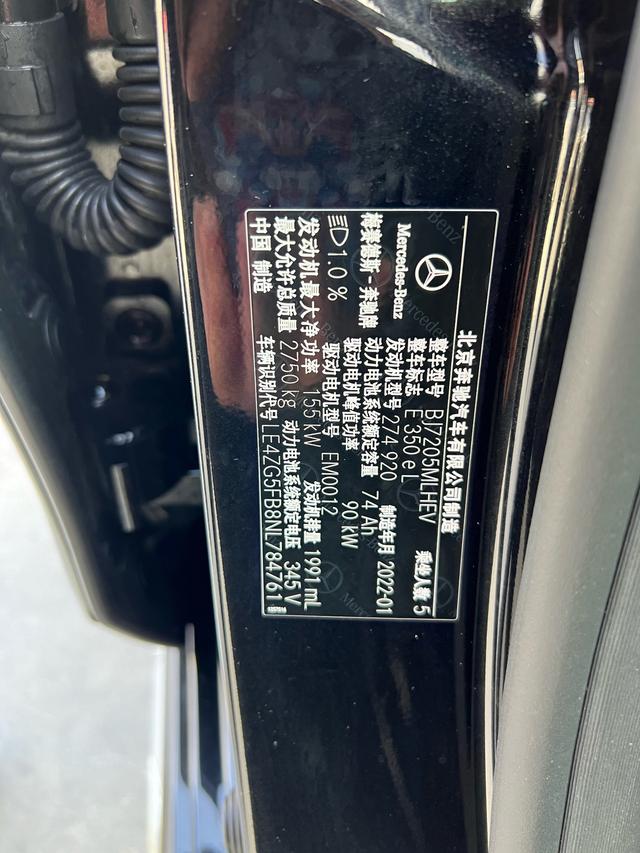 北京奔驰汽车有限公司制造
Mercedes-Benz
整车型号 BJ7205MLHEV 乘坐人数 5
整车标志 E 350 e L
梅赛德斯-奔驰牌
发动机型号 274 920 制造年月 2022-01
动力电池系统额定容量 74 Ah
1.0 %
驱动电机峰值功率 90 kW
驱动电机型号 EM0012
发动机最大净功率 155 kW 发动机排量 1991 mL
最大允许总质量 2750 kg 动力电池系统额定电压 345 V
中国 制造 车辆识别代号 LE4ZG5FB8NL784761